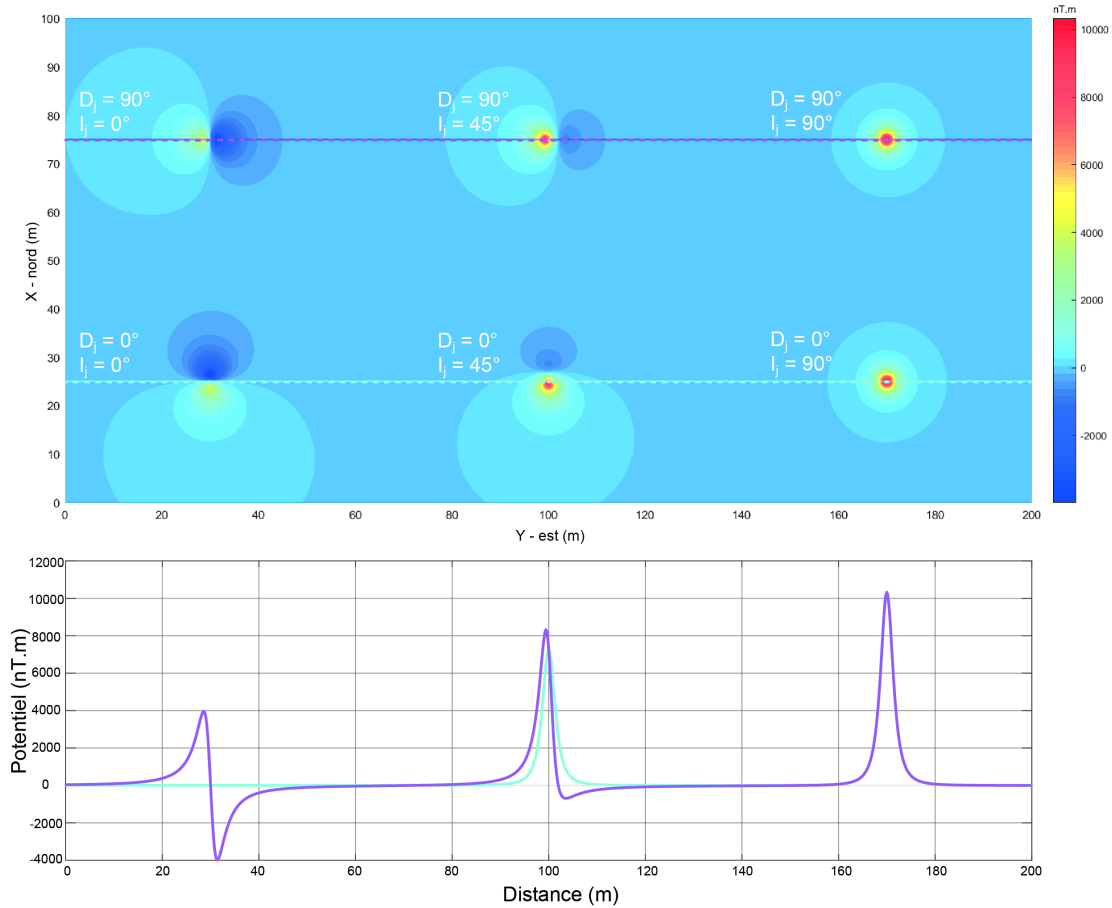 nT.m
100
90
80
70
60
50
40
30
20
10
0
X - nord (m)
Dj = 90°
Ij = 0°
Dj = 90°
Ij = 45°
Dj = 90°
Ij = 90°
Dj = 0°
Ij = 0°
Dj = 0°
Ij = 45°
Dj = 0°
Ij = 90°
0 20 40 60 80 100 120 140 160 180 200
Y - est (m)
10000
8000
6000
4000
2000
0
-2000
12000
10000
8000
6000
4000
2000
0
-2000
-4000
Potentiel (nT.m)
0 20 40 60 80 100 120 140 160 180 200
Distance (m)